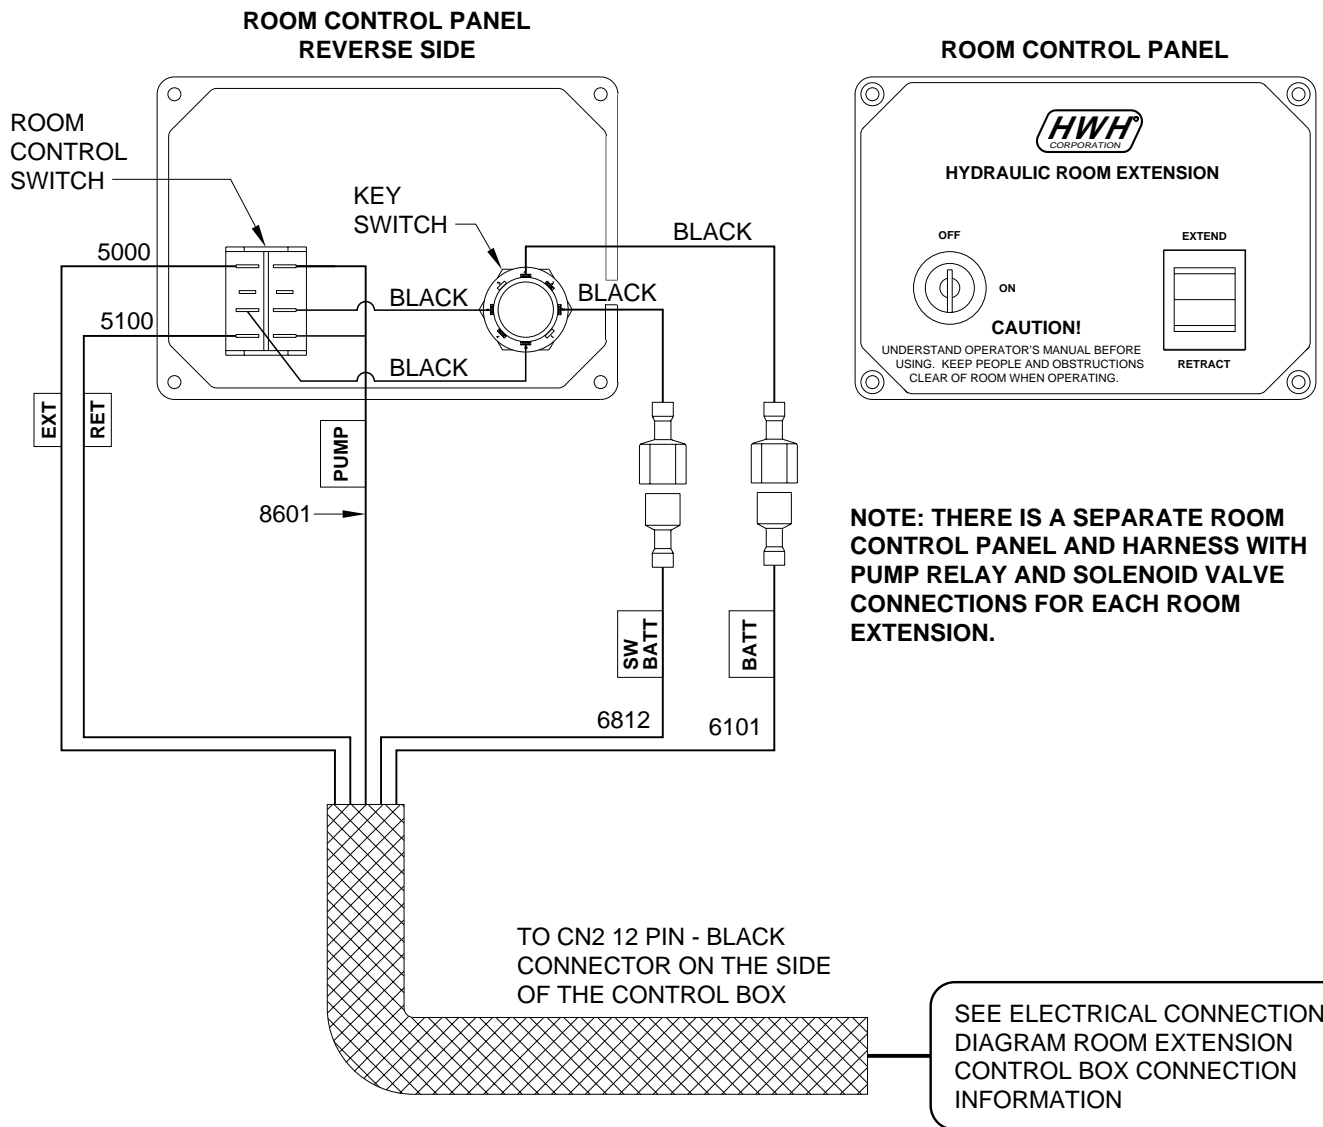 ROOM CONTROL PANEL
REVERSE SIDE
ROOM CONTROL PANEL
ROOM
CONTROL
SWITCH
KEY
SWITCH
5000
5100
BLACK
BLACK
BLACK
BLACK
EXT
RET
PUMP
8601
SW
BATT
BATT
6812
6101
HWH
CORPORATION
HYDRAULIC ROOM EXTENSION
OFF
ON
EXTEND
RETRACT
CAUTION!
UNDERSTAND OPERATOR'S MANUAL BEFORE
USING. KEEP PEOPLE AND OBSTRUCTIONS
CLEAR OF ROOM WHEN OPERATING.
NOTE: THERE IS A SEPARATE ROOM
CONTROL PANEL AND HARNESS WITH
PUMP RELAY AND SOLENOID VALVE
CONNECTIONS FOR EACH ROOM
EXTENSION.
TO CN2 12 PIN - BLACK
CONNECTOR ON THE SIDE
OF THE CONTROL BOX
SEE ELECTRICAL CONNECTION
DIAGRAM ROOM EXTENSION
CONTROL BOX CONNECTION
INFORMATION